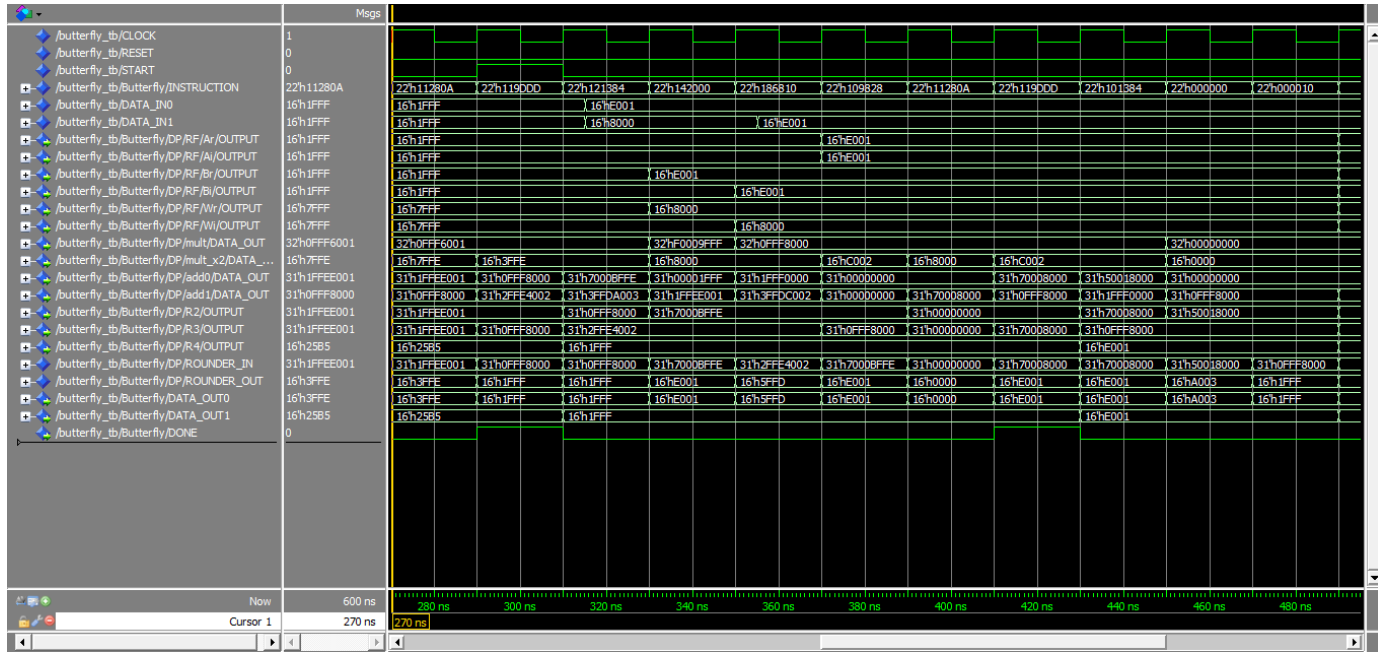 Msgs
/butterfly_tb/CLOCK 1
/butterfly_tb/RESET 0
/butterfly_tb/START 0
/butterfly_tb/Butterfly/INSTRUCTION 22'h11280A 22'h11280A 22'h119DDD 22'h121384 22'h142000 22'h186810 22'h109828 22'h11280A 22'h119DDD 22'h101384 22'h000000 22'h000010
/butterfly_tb/DATA_IN0 16'h1FFF 16'h1FFF 16'hE001
/butterfly_tb/DATA_IN1 16'h1FFF 16'h1FFF 16'h8000 16'hE001
/butterfly_tb/Butterfly/DP/RF/Ar/OUTPUT 16'h1FFF 16'h1FFF 16'hE001
/butterfly_tb/Butterfly/DP/RF/Ai/OUTPUT 16'h1FFF 16'h1FFF 16'hE001
/butterfly_tb/Butterfly/DP/RF/Br/OUTPUT 16'h1FFF 16'h1FFF 16'hE001
/butterfly_tb/Butterfly/DP/RF/Bi/OUTPUT 16'h1FFF 16'h1FFF 16'hE001
/butterfly_tb/Butterfly/DP/RF/Wr/OUTPUT 16'h7FFF 16'h7FFF 16'h8000
/butterfly_tb/Butterfly/DP/RF/Wi/OUTPUT 16'h7FFF 16'h7FFF 16'h8000
/butterfly_tb/Butterfly/DP/mult/DATA_OUT 32'h0FFF6001 32'h0FFF6001 32'hF0009FFF 32'h0FFF8000 32'h00000000
/butterfly_tb/Butterfly/DP/mult_x2/DATA_... 16'h7FFE 16'h7FFE 16'h3FFE 16'h8000 16'hC002 16'h8000 16'hC002 16'h0000
/butterfly_tb/Butterfly/DP/add0/DATA_OUT 31'h1FFEE001 31'h1FFEE001 31'h0FFF8000 31'h7000BFFE 31'h00001FFF 31'h1FFF0000 31'h00000000 31'h70008000 31'h50018000 31'h00000000
/butterfly_tb/Butterfly/DP/add1/DATA_OUT 31'h0FFF8000 31'h0FFF8000 31'h2FFE4002 31'h3FFDA003 31'h1FFEE001 31'h3FFDC002 31'h00000000 31'h70008000 31'h0FFF8000 31'h1FFF0000 31'h0FFF8000
/butterfly_tb/Butterfly/DP/R2/OUTPUT 31'h1FFEE001 31'h1FFEE001 31'h0FFF8000 31'h7000BFFE 31'h00000000 31'h70008000 31'h50018000
/butterfly_tb/Butterfly/DP/R3/OUTPUT 31'h1FFEE001 31'h1FFEE001 31'h0FFF8000 31'h2FFE4002 31'h0FFF8000 31'h00000000 31'h70008000 31'h0FFF8000
/butterfly_tb/Butterfly/DP/R4/OUTPUT 16'h25B5 16'h25B5 16'h1FFF 16'hE001
/butterfly_tb/Butterfly/DP/ROUNDER_IN 31'h1FFEE001 31'h1FFEE001 31'h0FFF8000 31'h0FFF8000 31'h7000BFFE 31'h2FFE4002 31'h7000BFFE 31'h00000000 31'h70008000 31'h70008000 31'h50018000 31'h0FFF8000
/butterfly_tb/Butterfly/DP/ROUNDER_OUT 16'h3FFE 16'h3FFE 16'h1FFF 16'h1FFF 16'hE001 16'h5FFD 16'hE001 16'h0000 16'hE001 16'hE001 16'hA003 16'h1FFF
/butterfly_tb/Butterfly/DATA_OUT0 16'h3FFE 16'h3FFE 16'h1FFF 16'h1FFF 16'hE001 16'h5FFD 16'hE001 16'h0000 16'hE001 16'hE001 16'hA003 16'h1FFF
/butterfly_tb/Butterfly/DATA_OUT1 16'h25B5 16'h25B5 16'h1FFF 16'hE001
/butterfly_tb/Butterfly/DONE 0
Now 600 ns 280 ns 300 ns 320 ns 340 ns 360 ns 380 ns 400 ns 420 ns 440 ns 460 ns 480 ns
Cursor 1 270 ns 270 ns